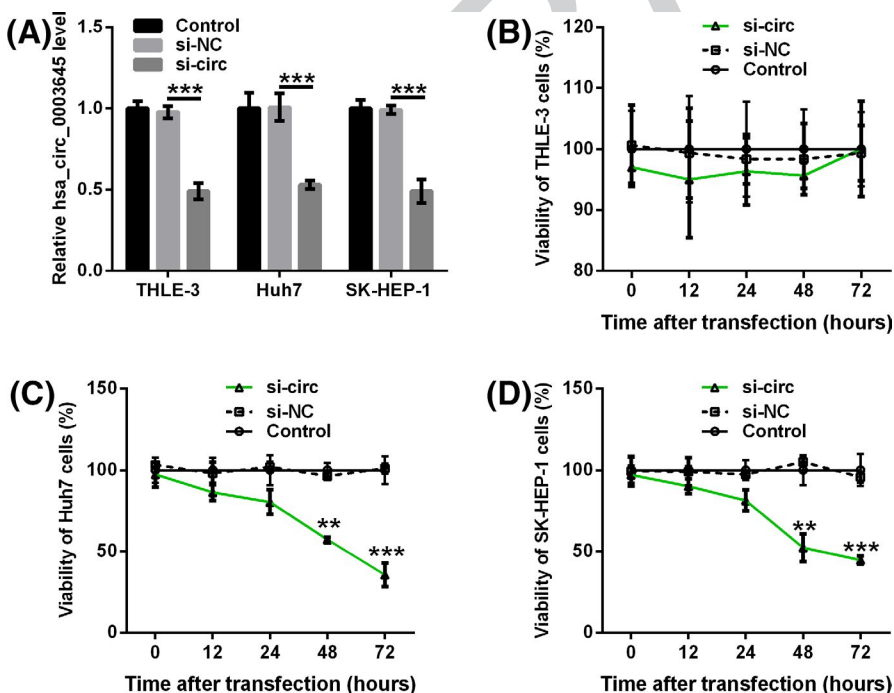 (A)
Relative hsa_circ_0003645 level
1.5
1.0
0.5
0.0
Control
si-NC
si-circ
***
***
***
THLE-3
Huh7
SK-HEP-1
(B)
Viability of THLE-3 cells (%)
120
110
100
90
80
si-circ
si-NC
Control
0 12 24 48 72
Time after transfection (hours)
(C)
Viability of Huh7 cells (%)
150
100
50
0
si-circ
si-NC
Control
**
***
0 12 24 48 72
Time after transfection (hours)
(D)
Viability of SK-HEP-1 cells (%)
150
100
50
0
si-circ
si-NC
Control
**
***
0 12 24 48 72
Time after transfection (hours)